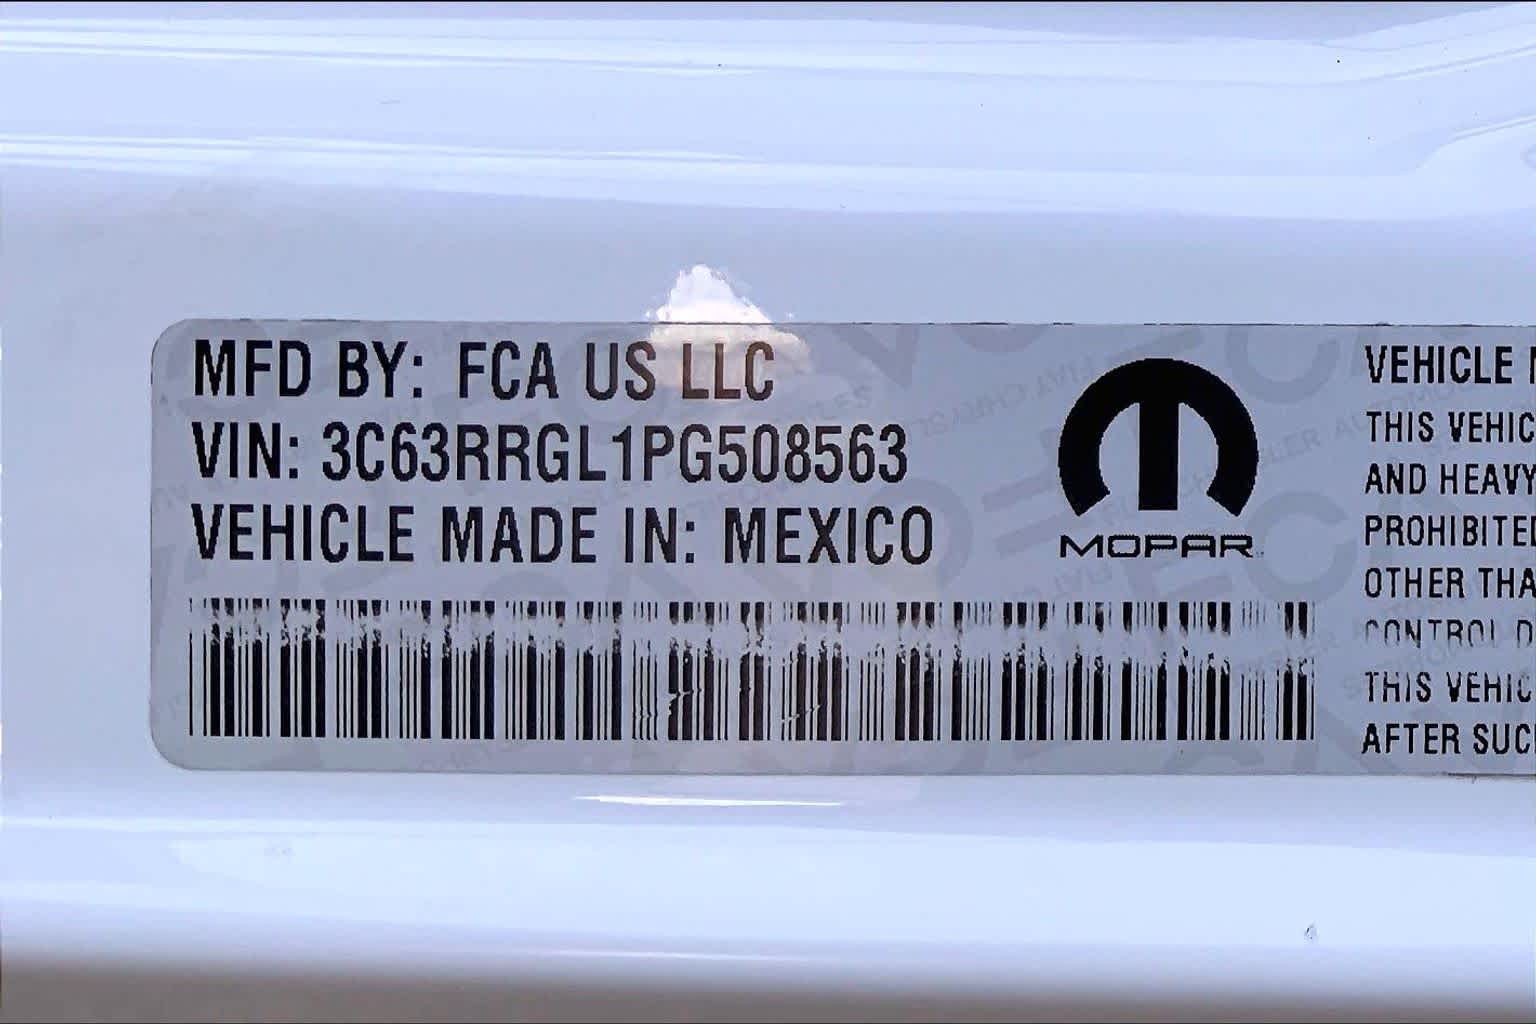 MFD BY: FCA US LLC
VIN: 3C63RRGL1PG508563
VEHICLE MADE IN: MEXICO
MOPAR
VEHICLE
THIS VEHIC
AND HEAVY
PROHIBITED
OTHER THA
CONTROL D
THIS VEHIC
AFTER SUC